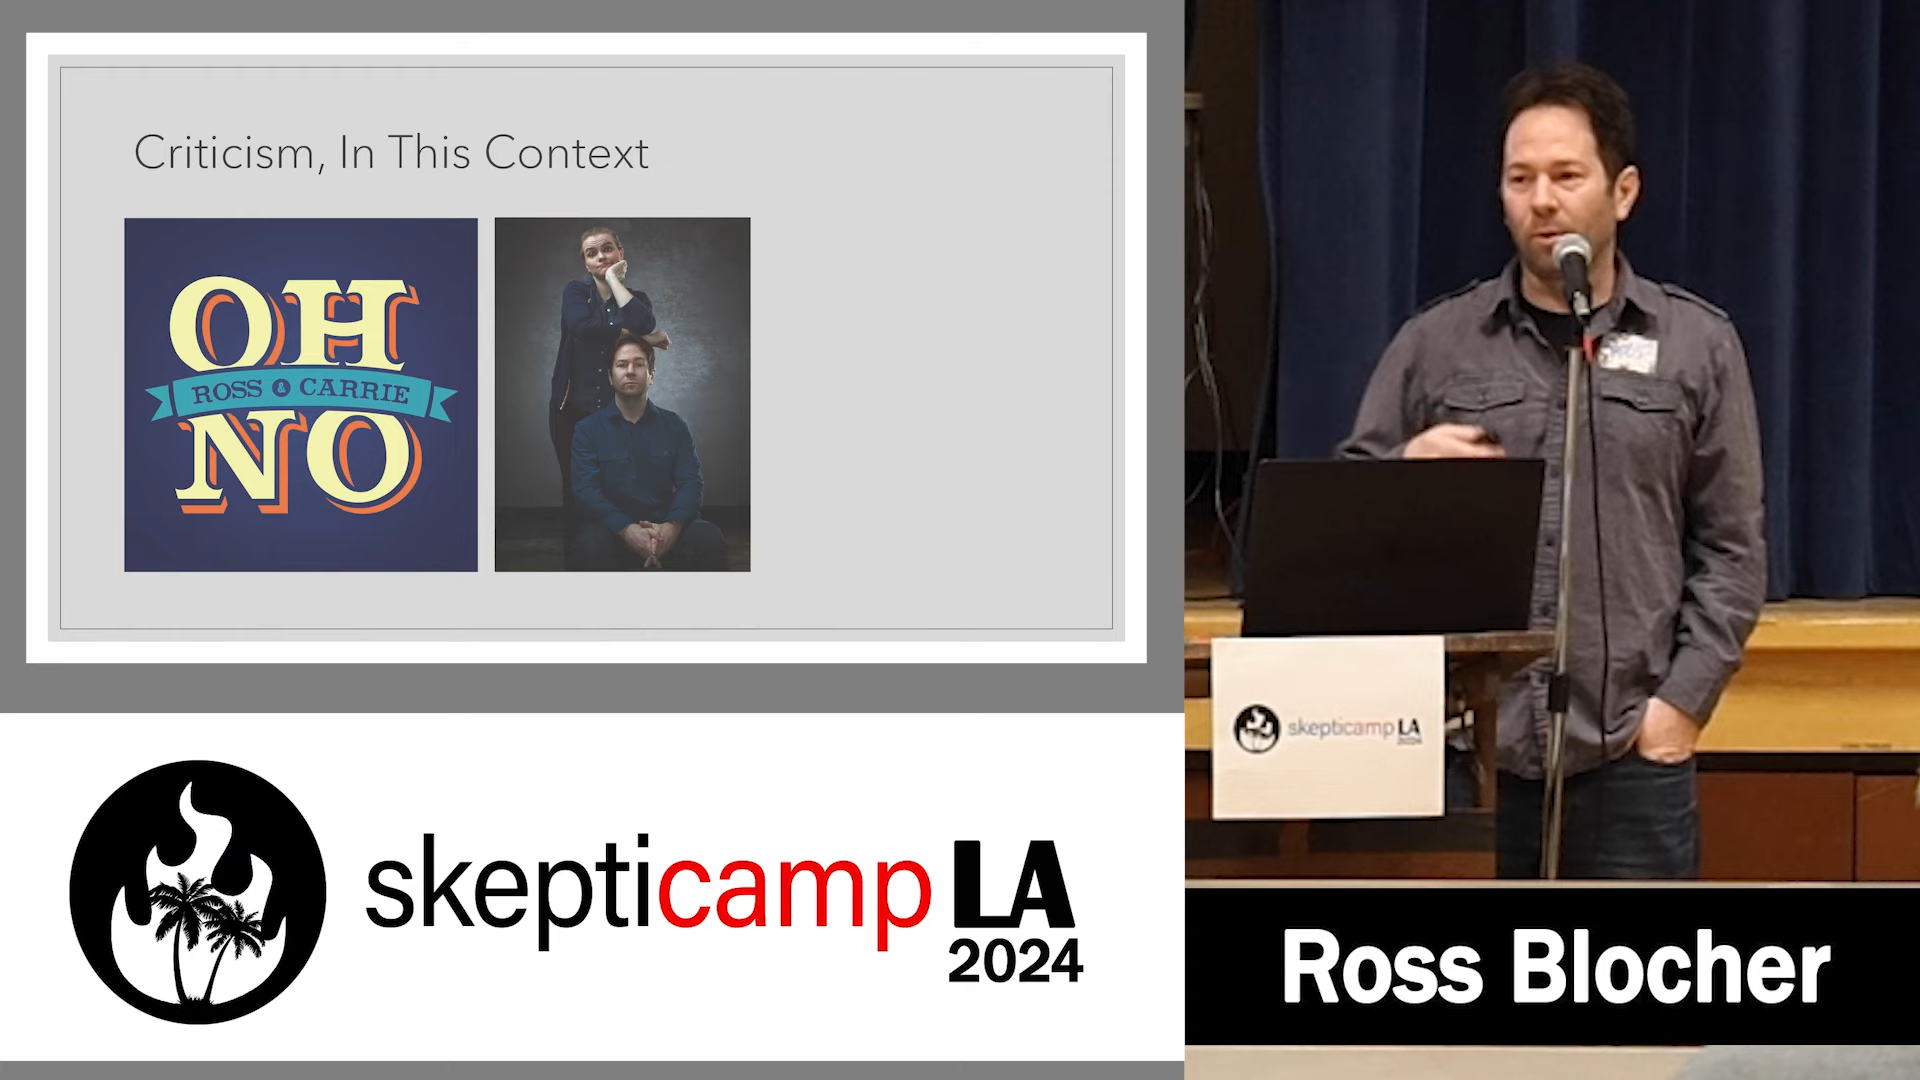 Criticism, In This Context
OH
ROSS & CARRIE
NO
skepticamp LA
2024
skepticamp LA
2024
Ross Blocher